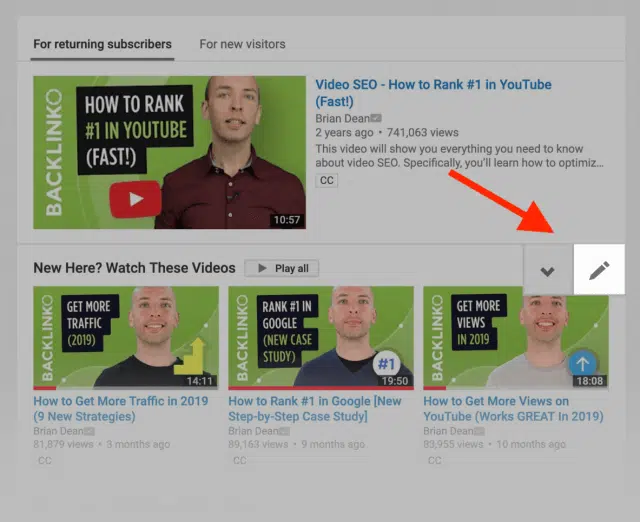 For returning subscribers    For new visitors
BACKLINKO
HOW TO RANK
#1 IN YOUTUBE
(FAST!)
10:57
Video SEO - How to Rank #1 in YouTube
(Fast!)
Brian Dean
2 years ago • 741,063 views
This video will show you everything you need to know
about video SEO. Specifically, you'll learn how to optimiz...
CC
New Here? Watch These Videos    Play all
BACKLINKO
GET MORE
TRAFFIC
(2019)
14:11
How to Get More Traffic in 2019
(9 New Strategies)
Brian Dean
81,879 views • 3 months ago
CC
BACKLINKO
RANK #1 IN
GOOGLE
(NEW CASE
STUDY)
#1
19:50
How to Rank #1 in Google [New
Step-by-Step Case Study]
Brian Dean
89,163 views • 9 months ago
CC
BACKLINKO
GET MORE
VIEWS
IN 2019
18:08
How to Get More Views on
YouTube (Works GREAT In 2019)
Brian Dean
83,955 views • 10 months ago
CC